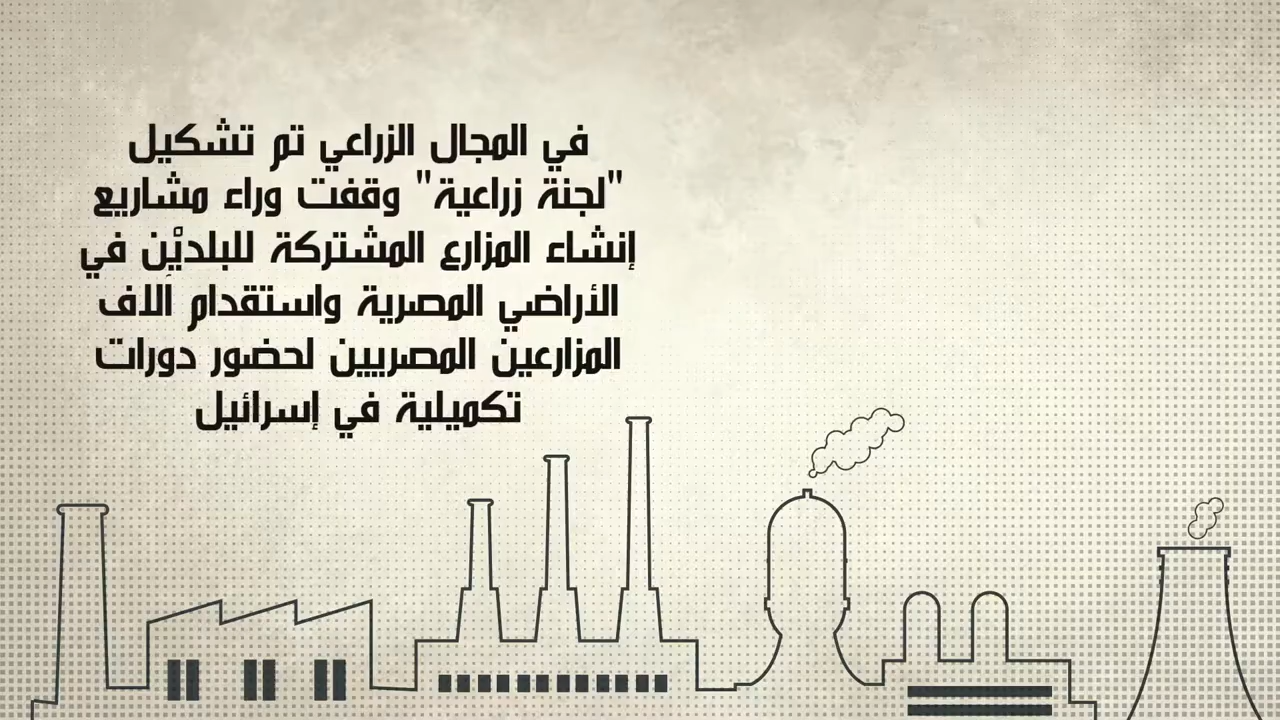 في المجال الزراعي تم تشكيل
"لجنة زراعية" وقفت وراء مشاريع
إنشاء المزارع المشتركة للبلديْن في
الأراضي المصرية واستقدام آلاف
المزارعين المصريين لحضور دورات
تكميلية في إسرائيل